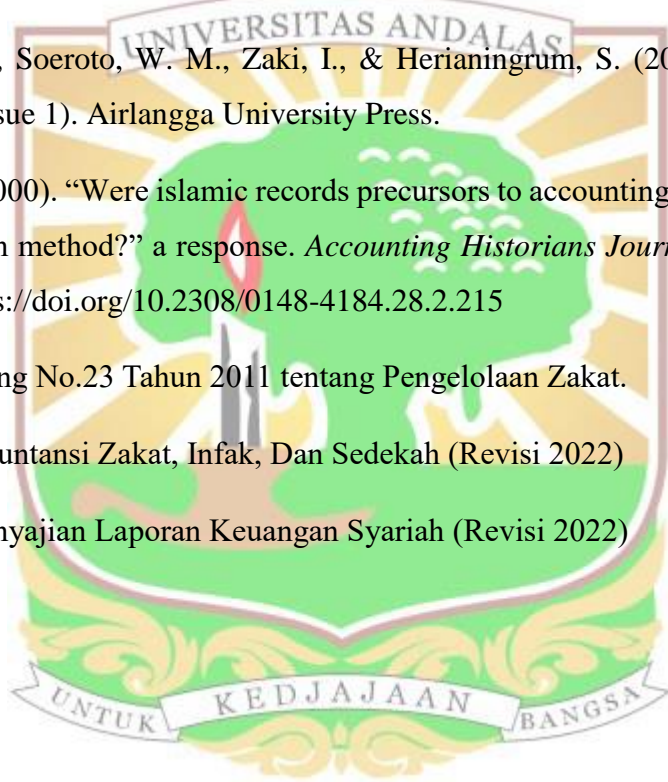 UNIVERSITAS ANDALAS
, Soeroto, W. M., Zaki, I., & Herianingrum, S. (20
sue 1). Airlangga University Press.
000). “Were islamic records precursors to accounting
n method?” a response. Accounting Historians Journ
s://doi.org/10.2308/0148-4184.28.2.215
ng No.23 Tahun 2011 tentang Pengelolaan Zakat.
untansi Zakat, Infak, Dan Sedekah (Revisi 2022)
nyajian Laporan Keuangan Syariah (Revisi 2022)
UNTUK KEDJAJAAN BANGSA